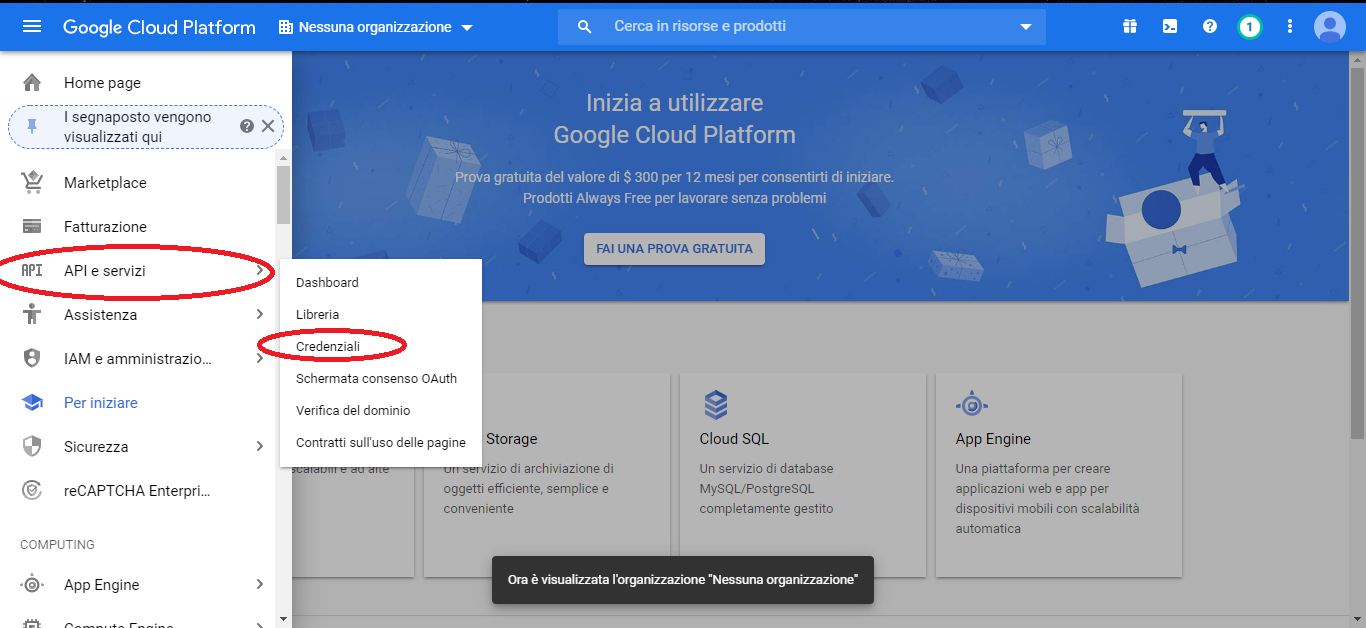 Google Cloud Platform
Nessuna organizzazione
Cerca in risorse e prodotti
1
Home page
I segnaposto vengono
visualizzati qui
Marketplace
Fatturazione
API
API e servizi
Assistenza
IAM e amministrazio...
Per iniziare
Sicurezza
reCAPTCHA Enterpri...
COMPUTING
App Engine
Compute Engine
Dashboard
Libreria
Credenziali
Schermata consenso OAuth
Verifica del dominio
Contratti sull'uso delle pagine
Inizia a utilizzare
Google Cloud Platform
Prova gratuita del valore di $ 300 per 12 mesi per consentirti di iniziare.
Prodotti Always Free per lavorare senza problemi
FAI UNA PROVA GRATUITA
scalabili e ad alte
Storage
Un servizio di archiviazione di
oggetti efficiente, semplice e
conveniente
Cloud SQL
Un servizio di database
MySQL/PostgreSQL
completamente gestito
App Engine
Una piattaforma per creare
applicazioni web e app per
dispositivi mobili con scalabilità
automatica
Ora è visualizzata l'organizzazione "Nessuna organizzazione"